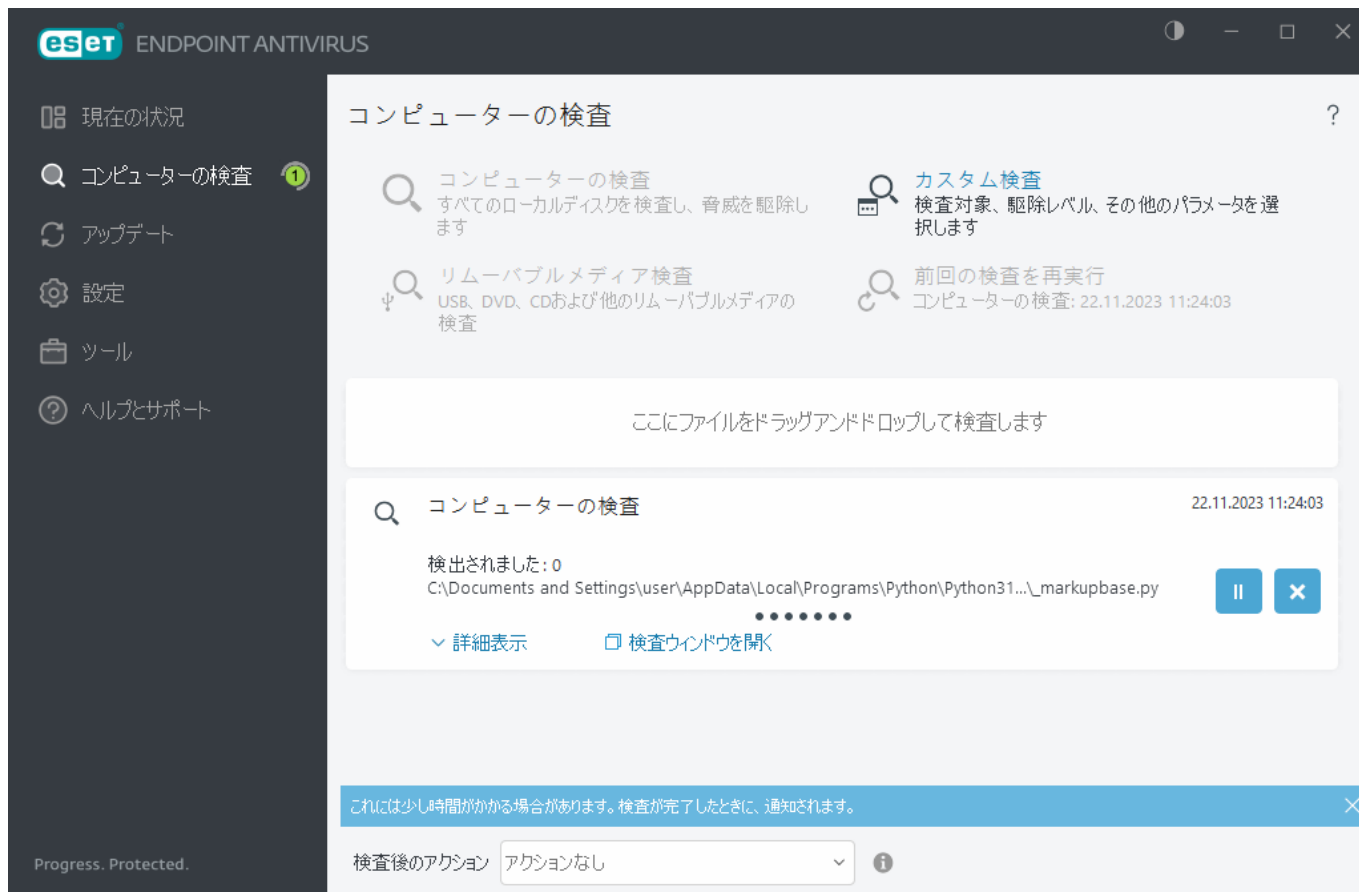 eset ENDPOINT ANTIVIRUS
現在の状況
コンピューターの検査 1
アップデート
設定
ツール
ヘルプとサポート
Progress. Protected.
コンピューターの検査 ?
コンピューターの検査
すべてのローカルディスクを検査し、脅威を駆除し
ます
カスタム検査
検査対象、駆除レベル、その他のパラメータを選
択します
リムーバブルメディア検査
USB、DVD、CDおよび他のリムーバブルメディアの
検査
前回の検査を再実行
コンピューターの検査: 22.11.2023 11:24:03
ここにファイルをドラッグアンドドロップして検査します
コンピューターの検査 22.11.2023 11:24:03
検出されました: 0
C:\Documents and Settings\user\AppData\Local\Programs\Python\Python31...\_markupbase.py
詳細表示 検査ウィンドウを開く
これには少し時間がかかる場合があります。検査が完了したときに、通知されます。
検査後のアクション アクションなし